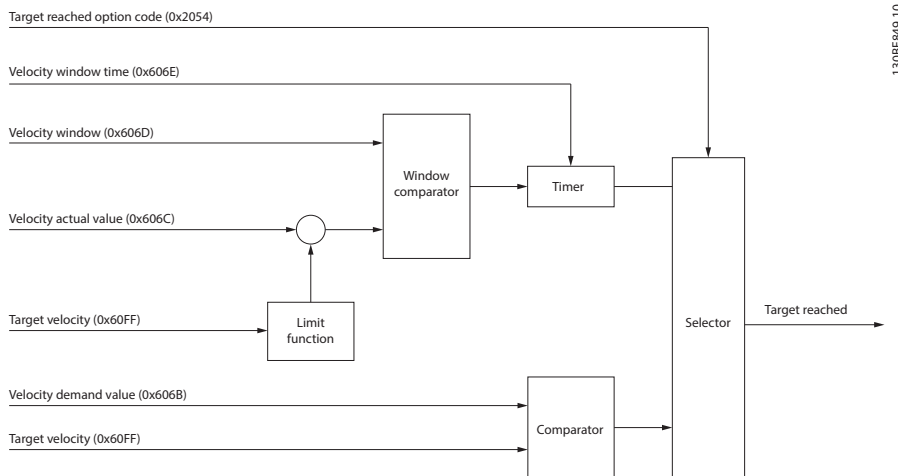 Target reached option code (0x2054)
130BE849.10
Velocity window time (0x606E)
Velocity window (0x606D)
Window
comparator
Timer
Velocity actual value (0x606C)
Target velocity (0x60FF)
Limit
function
Selector
Target reached
Velocity demand value (0x606B)
Comparator
Target velocity (0x60FF)